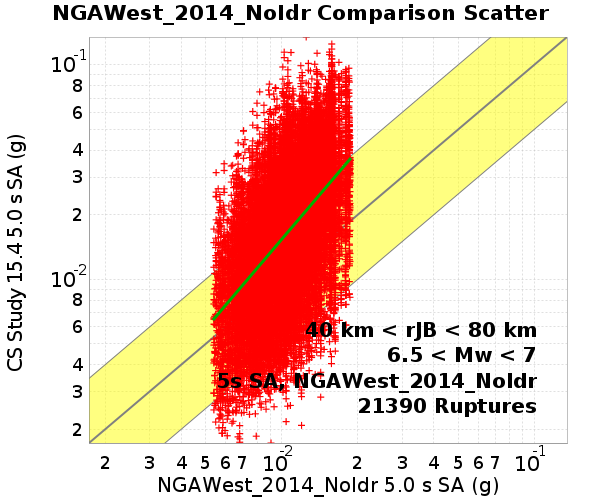 NGAWest_2014_NoIdr Comparison Scatter
CS Study 15.4 5.0 s SA (g)
10-1
8
6
4
3
2
10-2
8
6
4
3
2
40 km < rJB < 80 km
6.5 < Mw < 7
5s SA, NGAWest_2014_NoIdr
21390 Ruptures
2 3 4 5 6 7 10-2 2 3 4 5 6 7 10-1
NGAWest_2014_NoIdr 5.0 s SA (g)